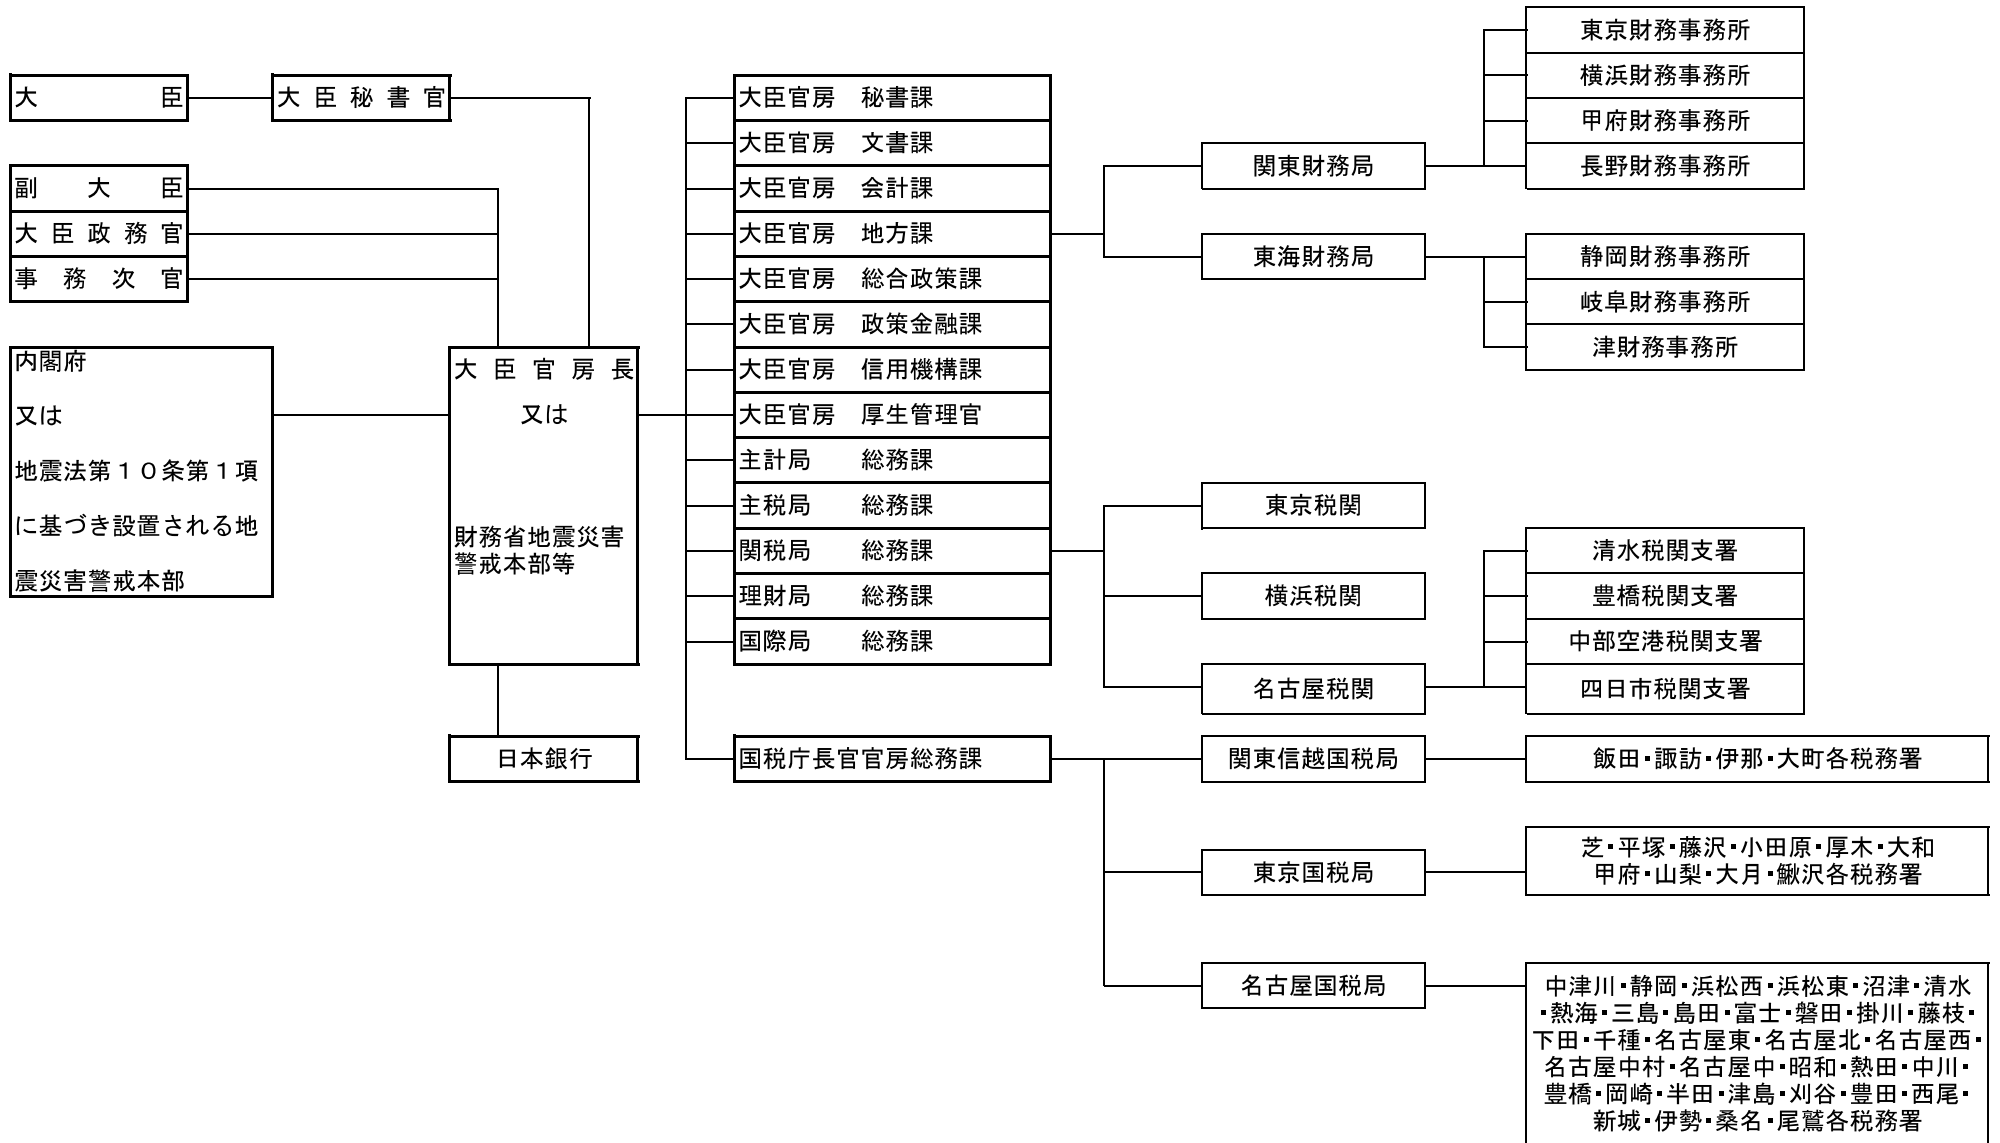 大臣
大臣秘書官
副大臣
大臣政務官
事務次官
内閣府
又は
地震法第１０条第１項
に基づき設置される地
震災害警戒本部
大臣官房長
又は
財務省地震災害
警戒本部等
日本銀行
大臣官房　秘書課
大臣官房　文書課
大臣官房　会計課
大臣官房　地方課
大臣官房　総合政策課
大臣官房　政策金融課
大臣官房　信用機構課
大臣官房　厚生管理官
主計局　　総務課
主税局　　総務課
関税局　　総務課
理財局　　総務課
国際局　　総務課
国税庁長官官房総務課
関東財務局
東海財務局
東京税関
横浜税関
名古屋税関
関東信越国税局
東京国税局
名古屋国税局
東京財務事務所
横浜財務事務所
甲府財務事務所
長野財務事務所
静岡財務事務所
岐阜財務事務所
津財務事務所
清水税関支署
豊橋税関支署
中部空港税関支署
四日市税関支署
飯田・諏訪・伊那・大町各税務署
芝・平塚・藤沢・小田原・厚木・大和
甲府・山梨・大月・鰍沢各税務署
中津川・静岡・浜松西・浜松東・沼津・清水
・熱海・三島・島田・富士・磐田・掛川・藤枝・
下田・千種・名古屋東・名古屋北・名古屋西・
名古屋中村・名古屋中・昭和・熱田・中川・
豊橋・岡崎・半田・津島・刈谷・豊田・西尾・
新城・伊勢・桑名・尾鷲各税務署